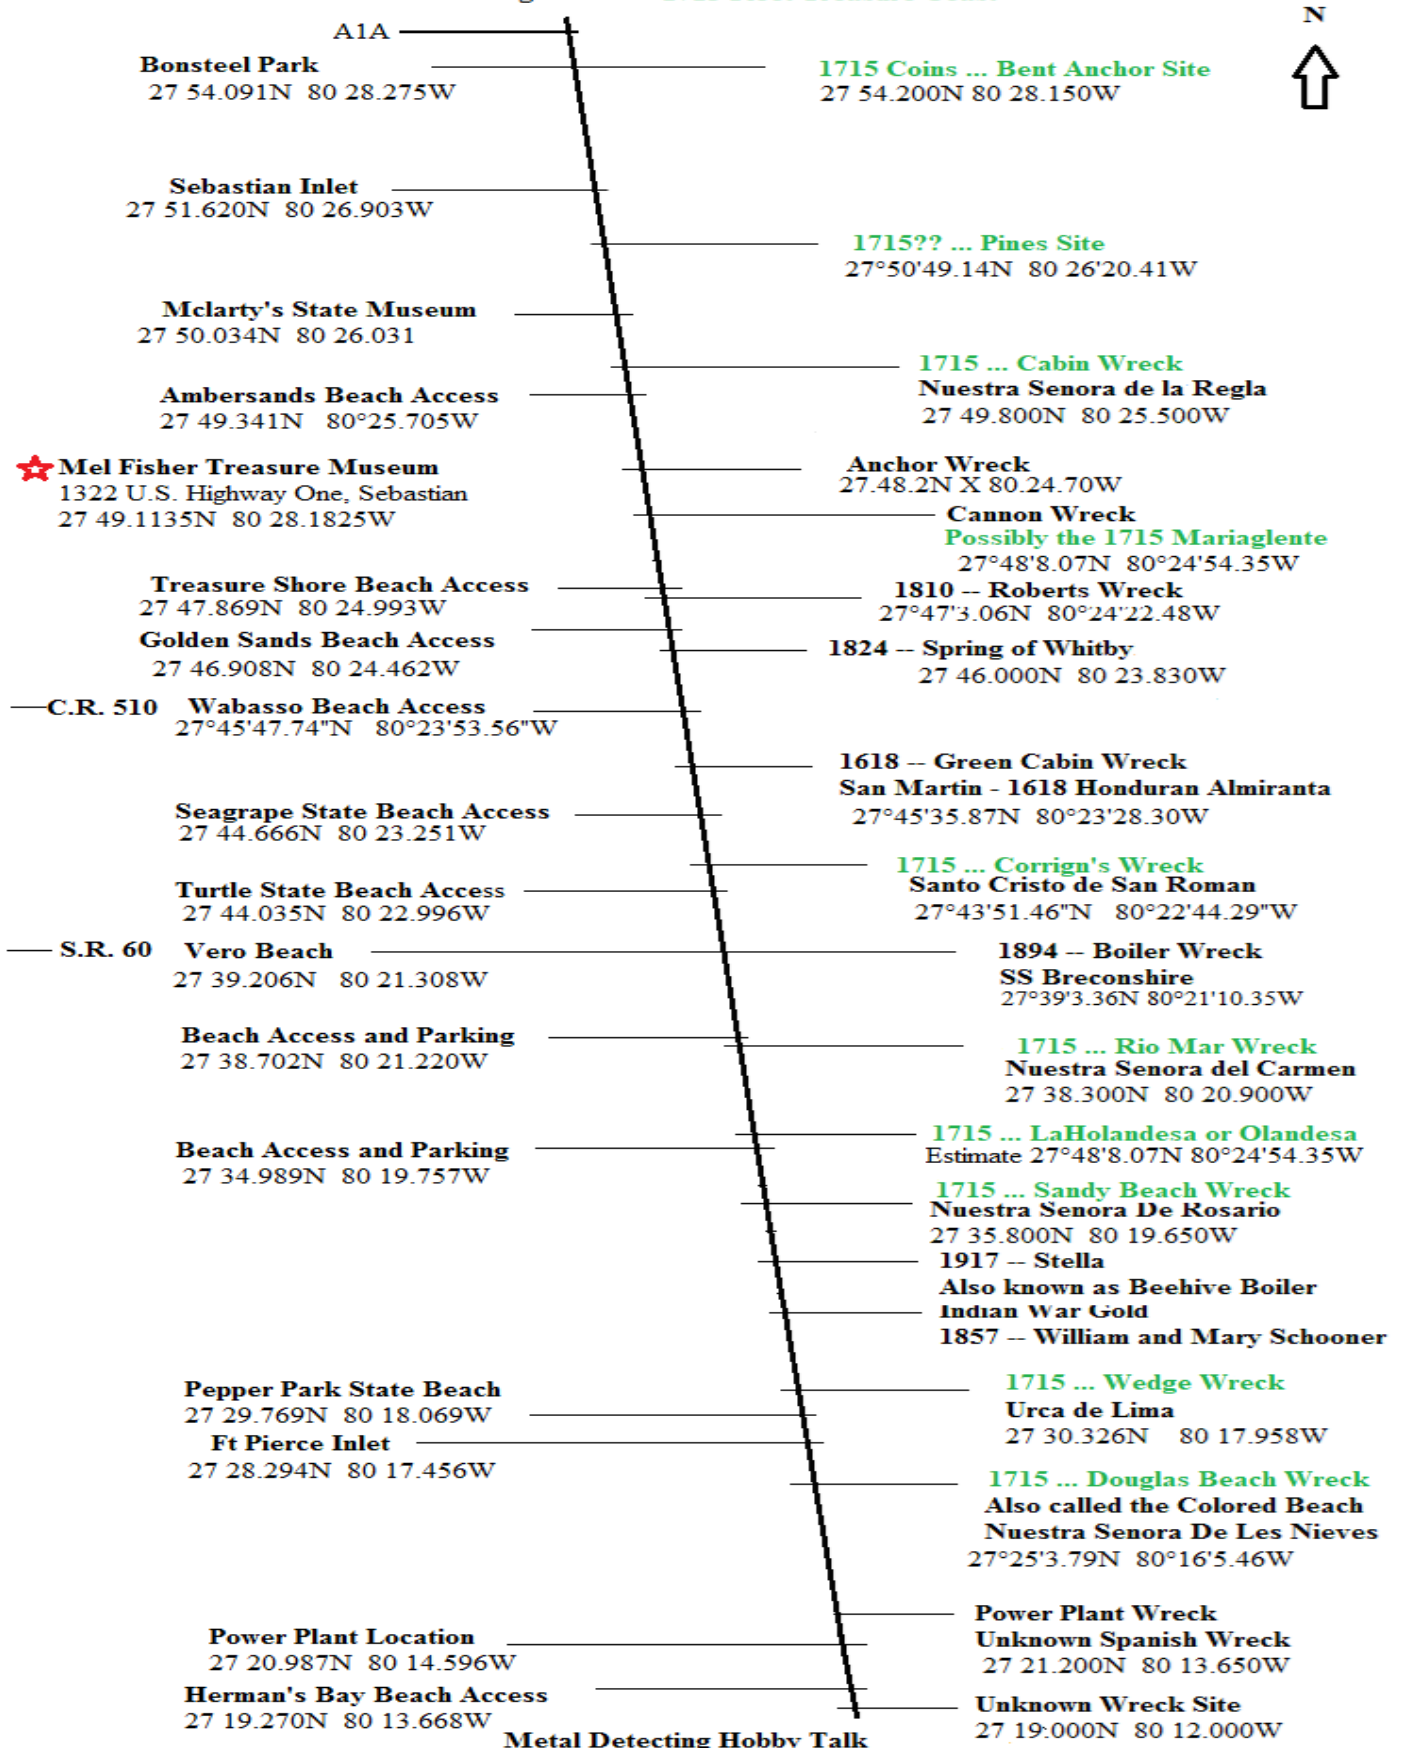 A1A
N
Bonsteel Park
27 54.091N 80 28.275W
1715 Coins ... Bent Anchor Site
27 54.200N 80 28.150W
Sebastian Inlet
27 51.620N 80 26.903W
1715?? ... Pines Site
27°50'49.14N 80 26'20.41W
Mclarty's State Museum
27 50.034N 80 26.031
1715 ... Cabin Wreck
Nuestra Senora de la Regla
27 49.800N 80 25.500W
Ambersands Beach Access
27 49.341N 80°25.705W
Mel Fisher Treasure Museum
1322 U.S. Highway One, Sebastian
27 49.1135N 80 28.1825W
Anchor Wreck
27.48.2N X 80.24.70W
Cannon Wreck
Possibly the 1715 Mariaglente
27°48'8.07N 80°24'54.35W
Treasure Shore Beach Access
27 47.869N 80 24.993W
1810 -- Roberts Wreck
27°47'3.06N 80°24'22.48W
Golden Sands Beach Access
27 46.908N 80 24.462W
1824 -- Spring of Whitby
27 46.000N 80 23.830W
C.R. 510 Wabasso Beach Access
27°45'47.74"N 80°23'53.56"W
1618 -- Green Cabin Wreck
San Martin - 1618 Honduran Almiranta
27°45'35.87N 80°23'28.30W
Seagrape State Beach Access
27 44.666N 80 23.251W
1715 ... Corrign's Wreck
Santo Cristo de San Roman
27°43'51.46"N 80°22'44.29"W
Turtle State Beach Access
27 44.035N 80 22.996W
S.R. 60 Vero Beach
27 39.206N 80 21.308W
1894 -- Boiler Wreck
SS Breconshire
27°39'3.36N 80°21'10.35W
Beach Access and Parking
27 38.702N 80 21.220W
1715 ... Rio Mar Wreck
Nuestra Senora del Carmen
27 38.300N 80 20.900W
1715 ... LaHolandesa or Olandesa
Estimate 27°48'8.07N 80°24'54.35W
Beach Access and Parking
27 34.989N 80 19.757W
1715 ... Sandy Beach Wreck
Nuestra Senora De Rosario
27 35.800N 80 19.650W
1917 -- Stella
Also known as Beehive Boiler
Indian War Gold
1857 -- William and Mary Schooner
Pepper Park State Beach
27 29.769N 80 18.069W
1715 ... Wedge Wreck
Urca de Lima
27 30.326N 80 17.958W
Ft Pierce Inlet
27 28.294N 80 17.456W
1715 ... Douglas Beach Wreck
Also called the Colored Beach
Nuestra Senora De Les Nieves
27°25'3.79N 80°16'5.46W
Power Plant Wreck
Unknown Spanish Wreck
27 21.200N 80 13.650W
Power Plant Location
27 20.987N 80 14.596W
Herman's Bay Beach Access
27 19.270N 80 13.668W
Unknown Wreck Site
27 19:000N 80 12.000W
Metal Detecting Hobby Talk